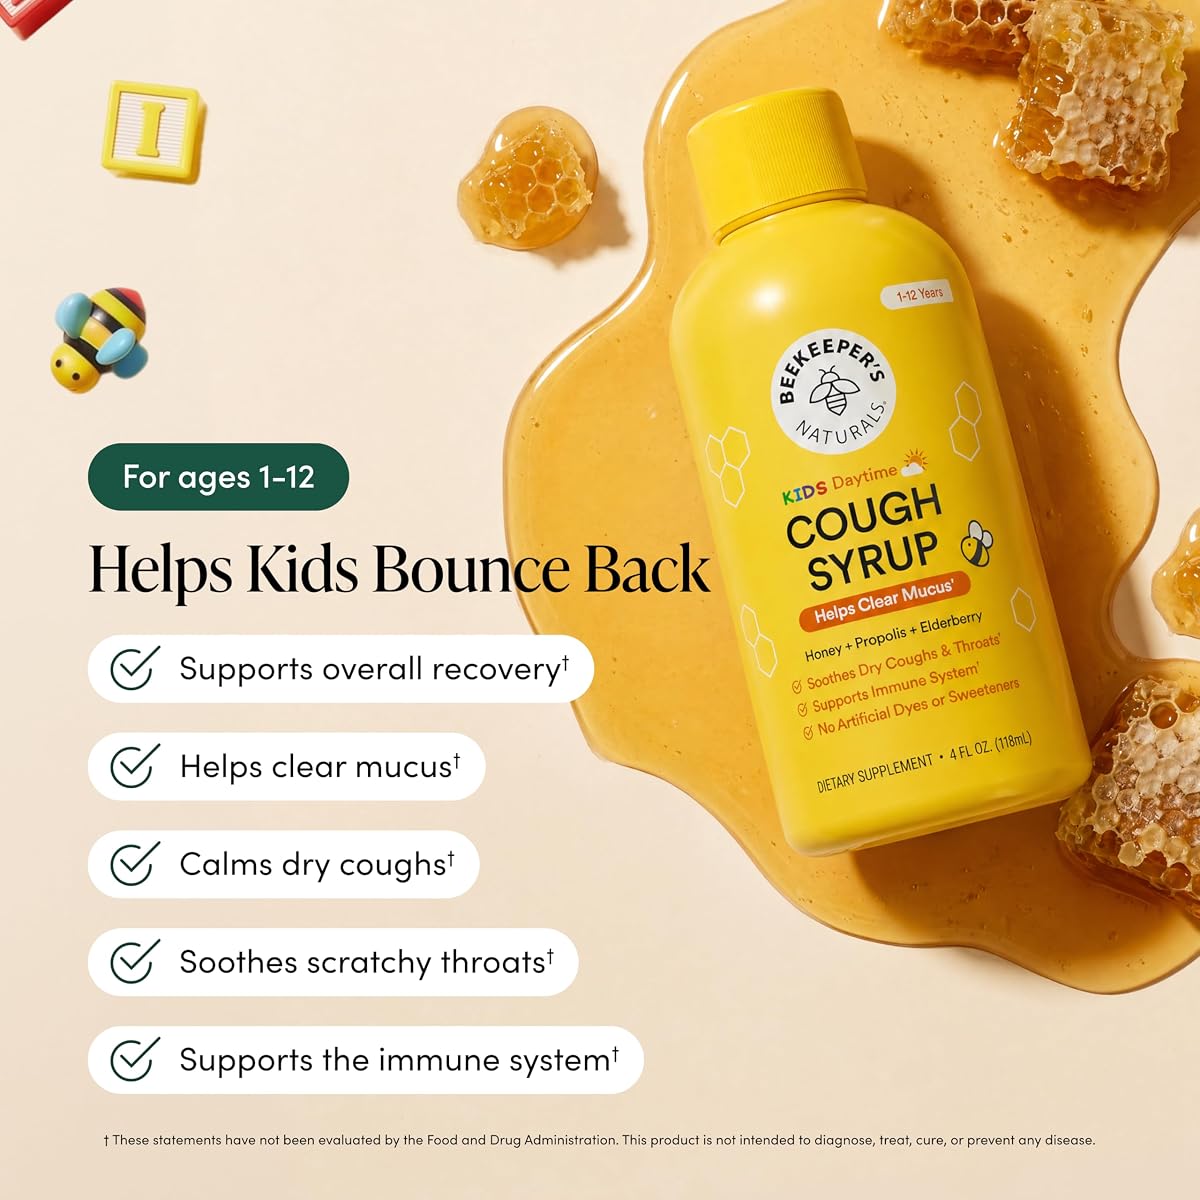 I
For ages 1-12
Helps Kids Bounce Back
Supports overall recovery†
Helps clear mucus†
Calms dry coughs†
Soothes scratchy throats†
Supports the immune system†
1-12 Years
BEEKEEPER'S
NATURALS®
KIDS Daytime
COUGH
SYRUP
Helps Clear Mucus†
Honey + Propolis + Elderberry
Soothes Dry Coughs & Throats†
Supports Immune System†
No Artificial Dyes or Sweeteners
DIETARY SUPPLEMENT • 4 FL OZ. (118mL)
† These statements have not been evaluated by the Food and Drug Administration. This product is not intended to diagnose, treat, cure, or prevent any disease.